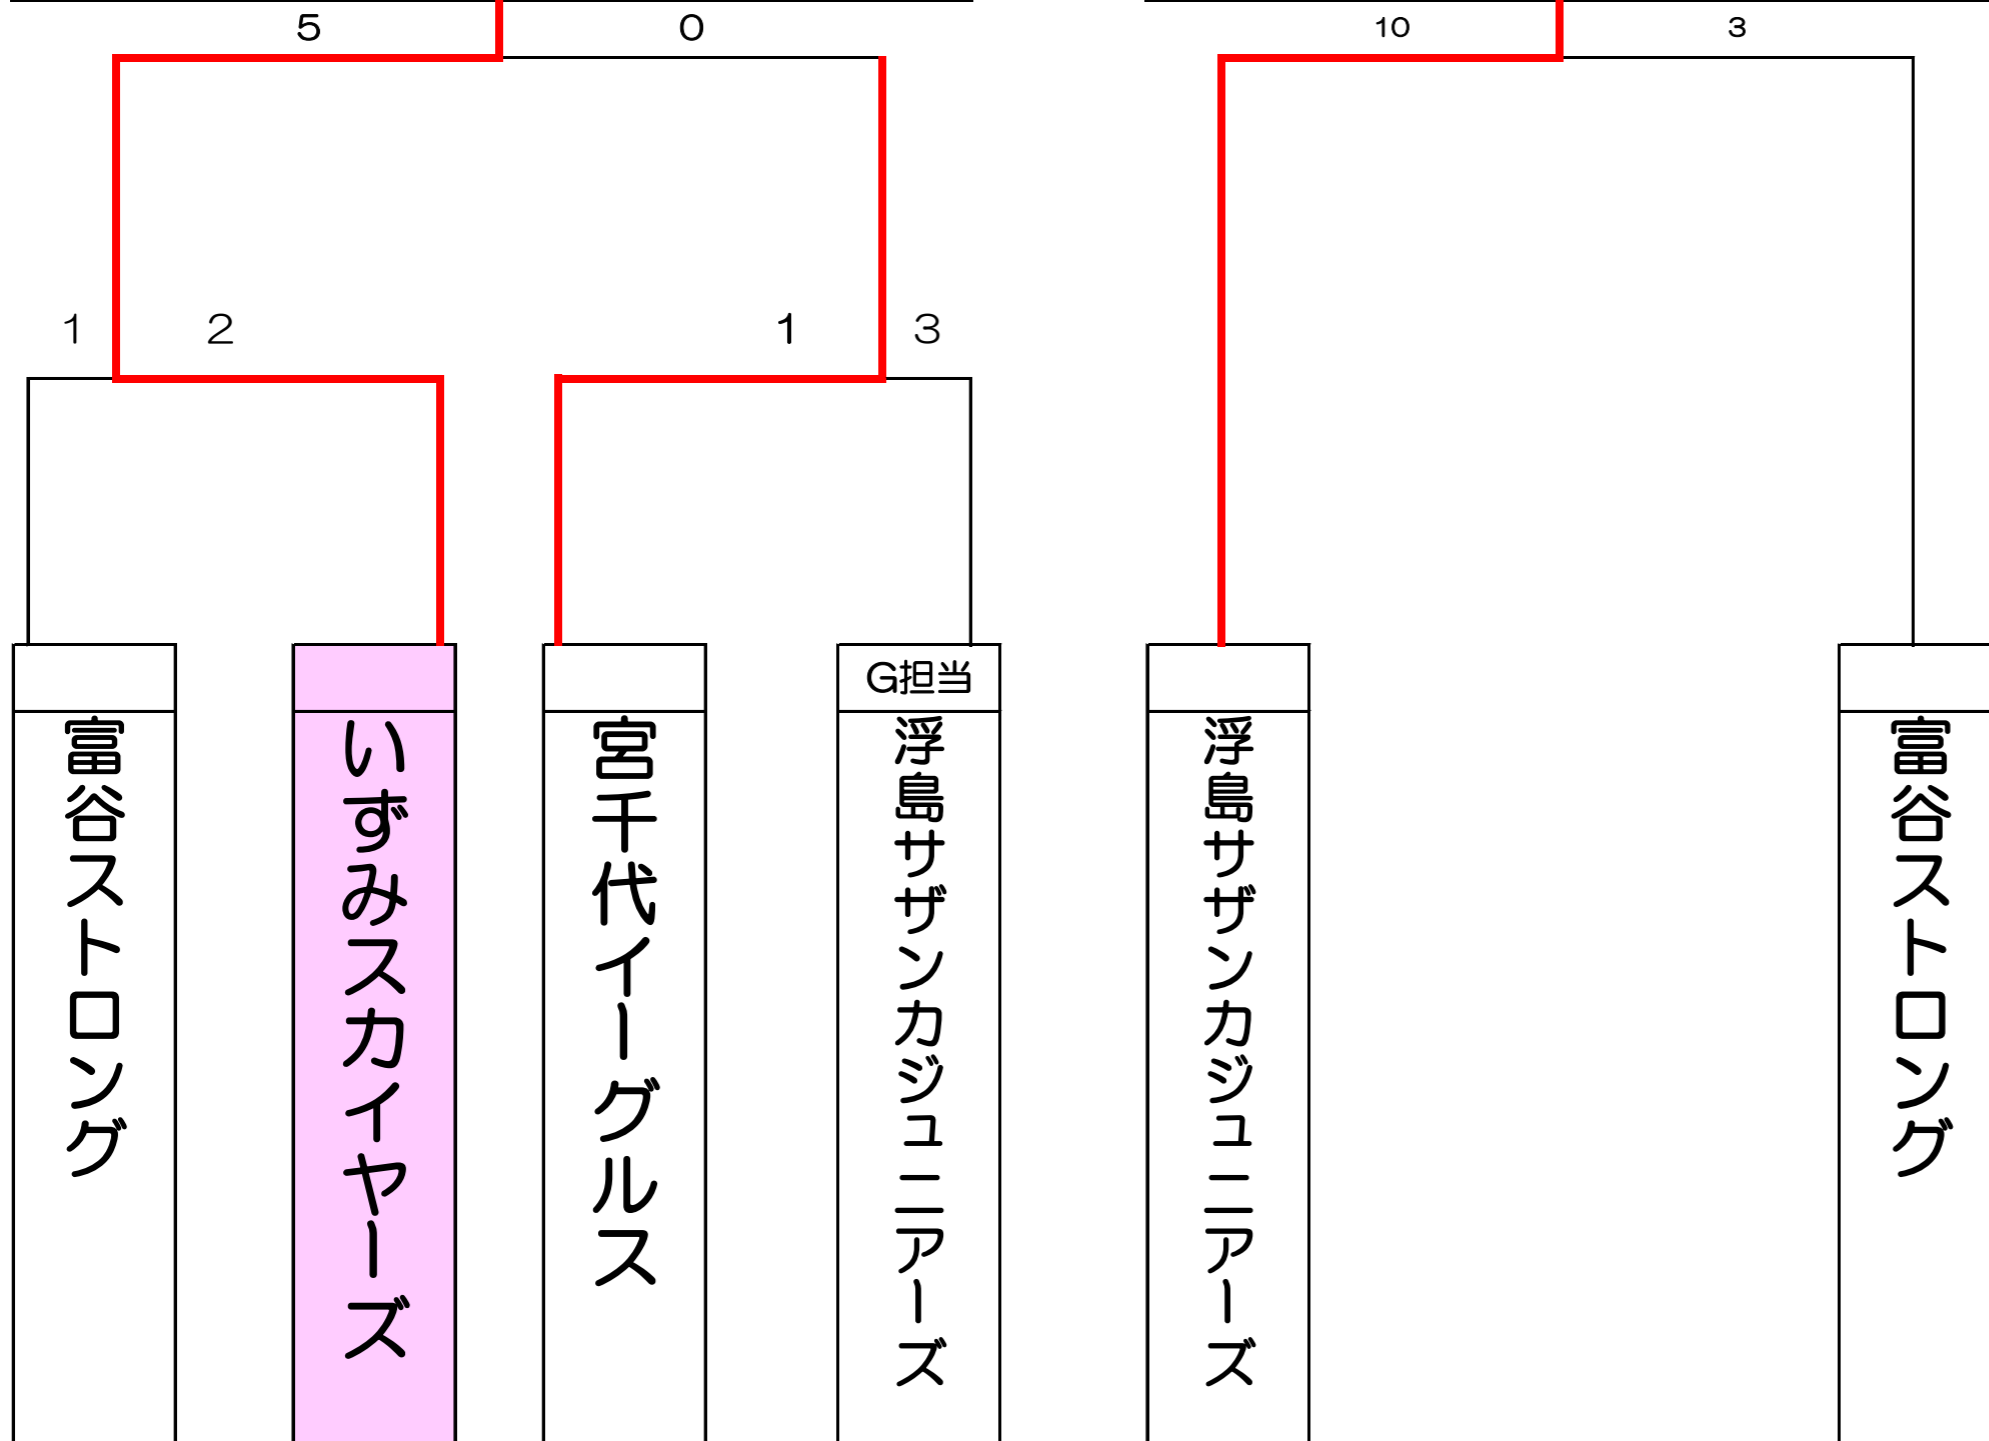 5
0
10
3
1
2
1
3
G担当
富谷ストロング
いずみスカイヤーズ
宮千代イーグルス
浮島サザンカジュニアーズ
浮島サザンカジュニアーズ
富谷ストロング